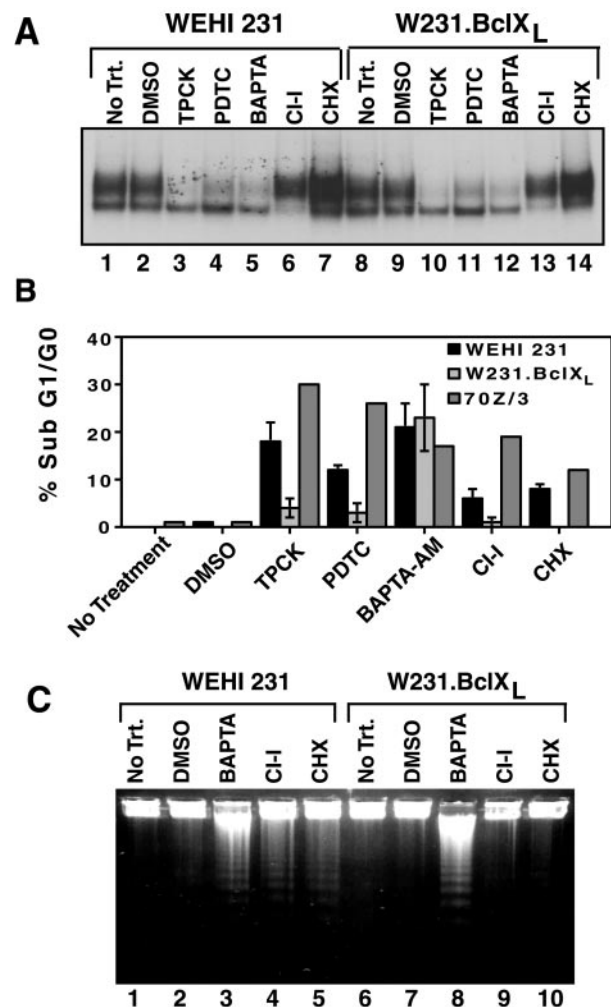 A
WEHI 231 W231.BclXL
No Trt. DMSO TPCK PDTC BAPTA CI-I CHX No Trt. DMSO TPCK PDTC BAPTA CI-I CHX
1 2 3 4 5 6 7 8 9 10 11 12 13 14
B
% Sub G1/G0
40
30
20
10
0
WEHI 231
W231.BclXL
70Z/3
No Treatment DMSO TPCK PDTC BAPTA-AM CI-I CHX
C
WEHI 231 W231.BclXL
No Trt. DMSO BAPTA CI-I CHX No Trt. DMSO BAPTA CI-I CHX
1 2 3 4 5 6 7 8 9 10